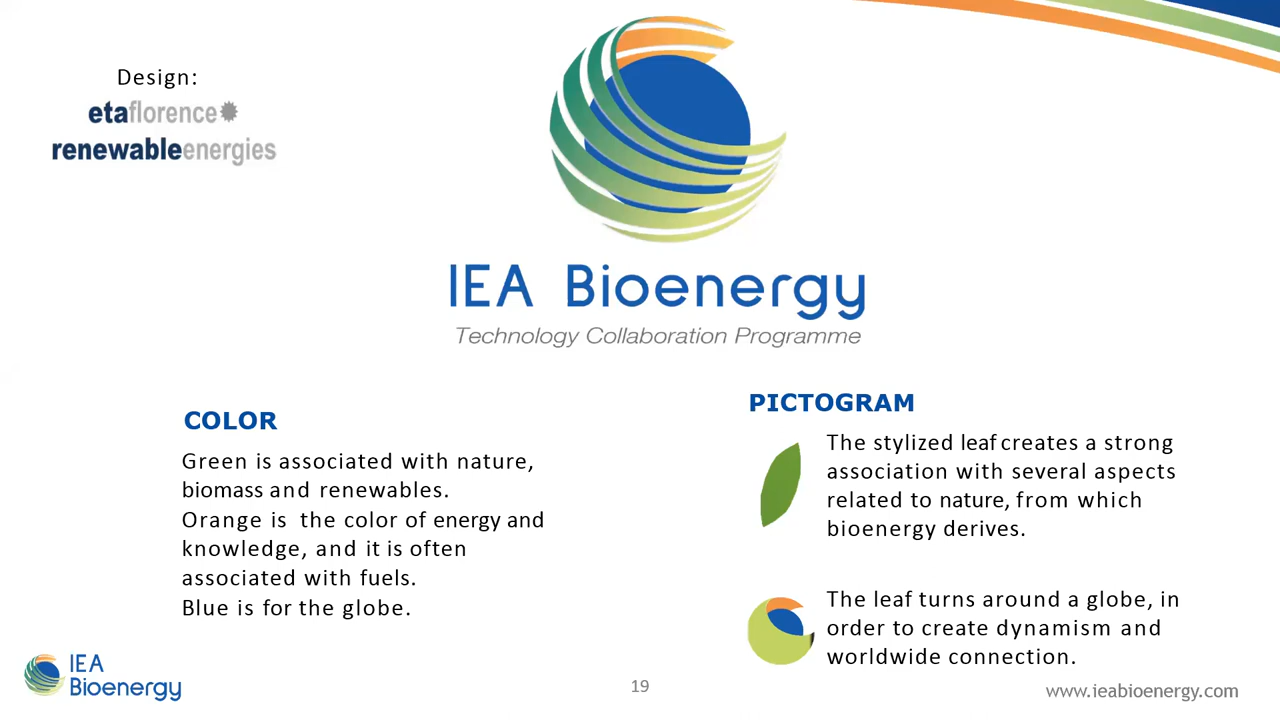 Design:
etaflorence
renewableenergies
IEA Bioenergy
Technology Collaboration Programme
COLOR
Green is associated with nature,
biomass and renewables.
Orange is the color of energy and
knowledge, and it is often
associated with fuels.
Blue is for the globe.
PICTOGRAM
The stylized leaf creates a strong
association with several aspects
related to nature, from which
bioenergy derives.
The leaf turns around a globe, in
order to create dynamism and
worldwide connection.
IEA
Bioenergy
19
www.ieabioenergy.com